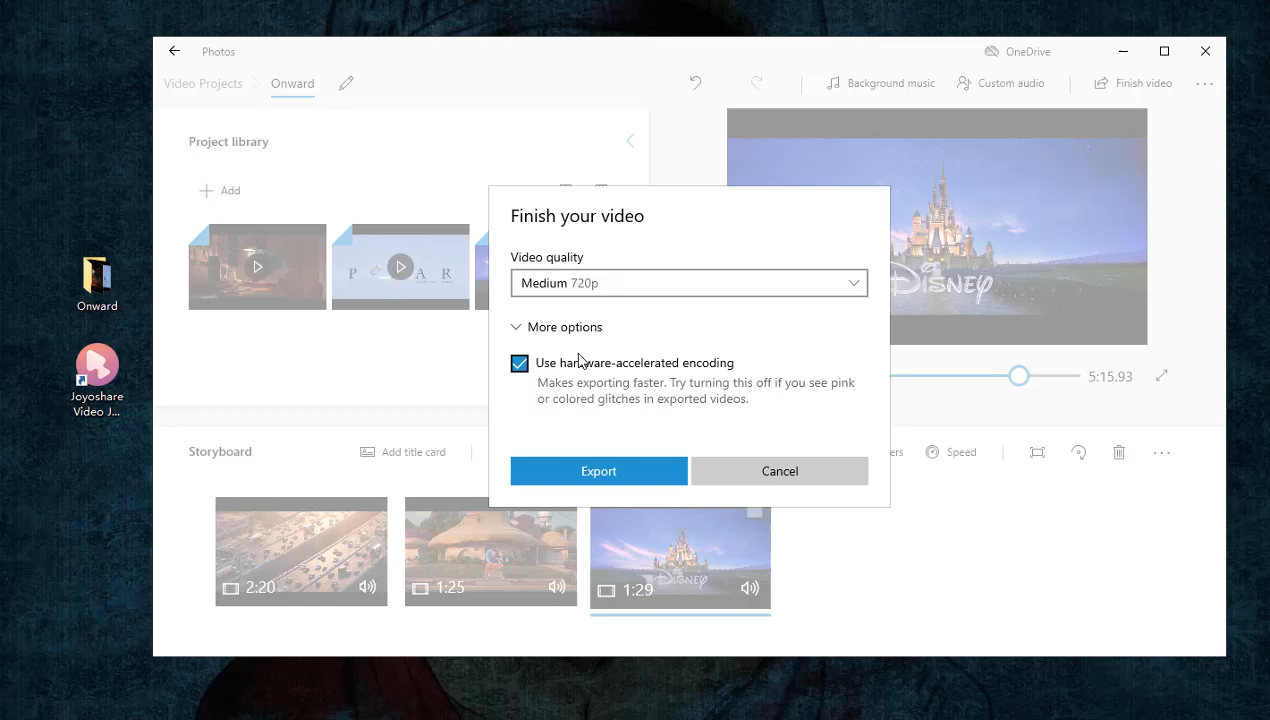 Photos
OneDrive
Video Projects
Onward
Background music
Custom audio
Finish video
Project library
Add
P I X A R
DISNEY
5:15.93
Finish your video
Video quality
Medium 720p
More options
Use hardware-accelerated encoding
Makes exporting faster. Try turning this off if you see pink
or colored glitches in exported videos.
Export
Cancel
Storyboard
Add title card
ers
Speed
2:20
1:25
DISNEY
1:29
Onward
Joyoshare
Video J...